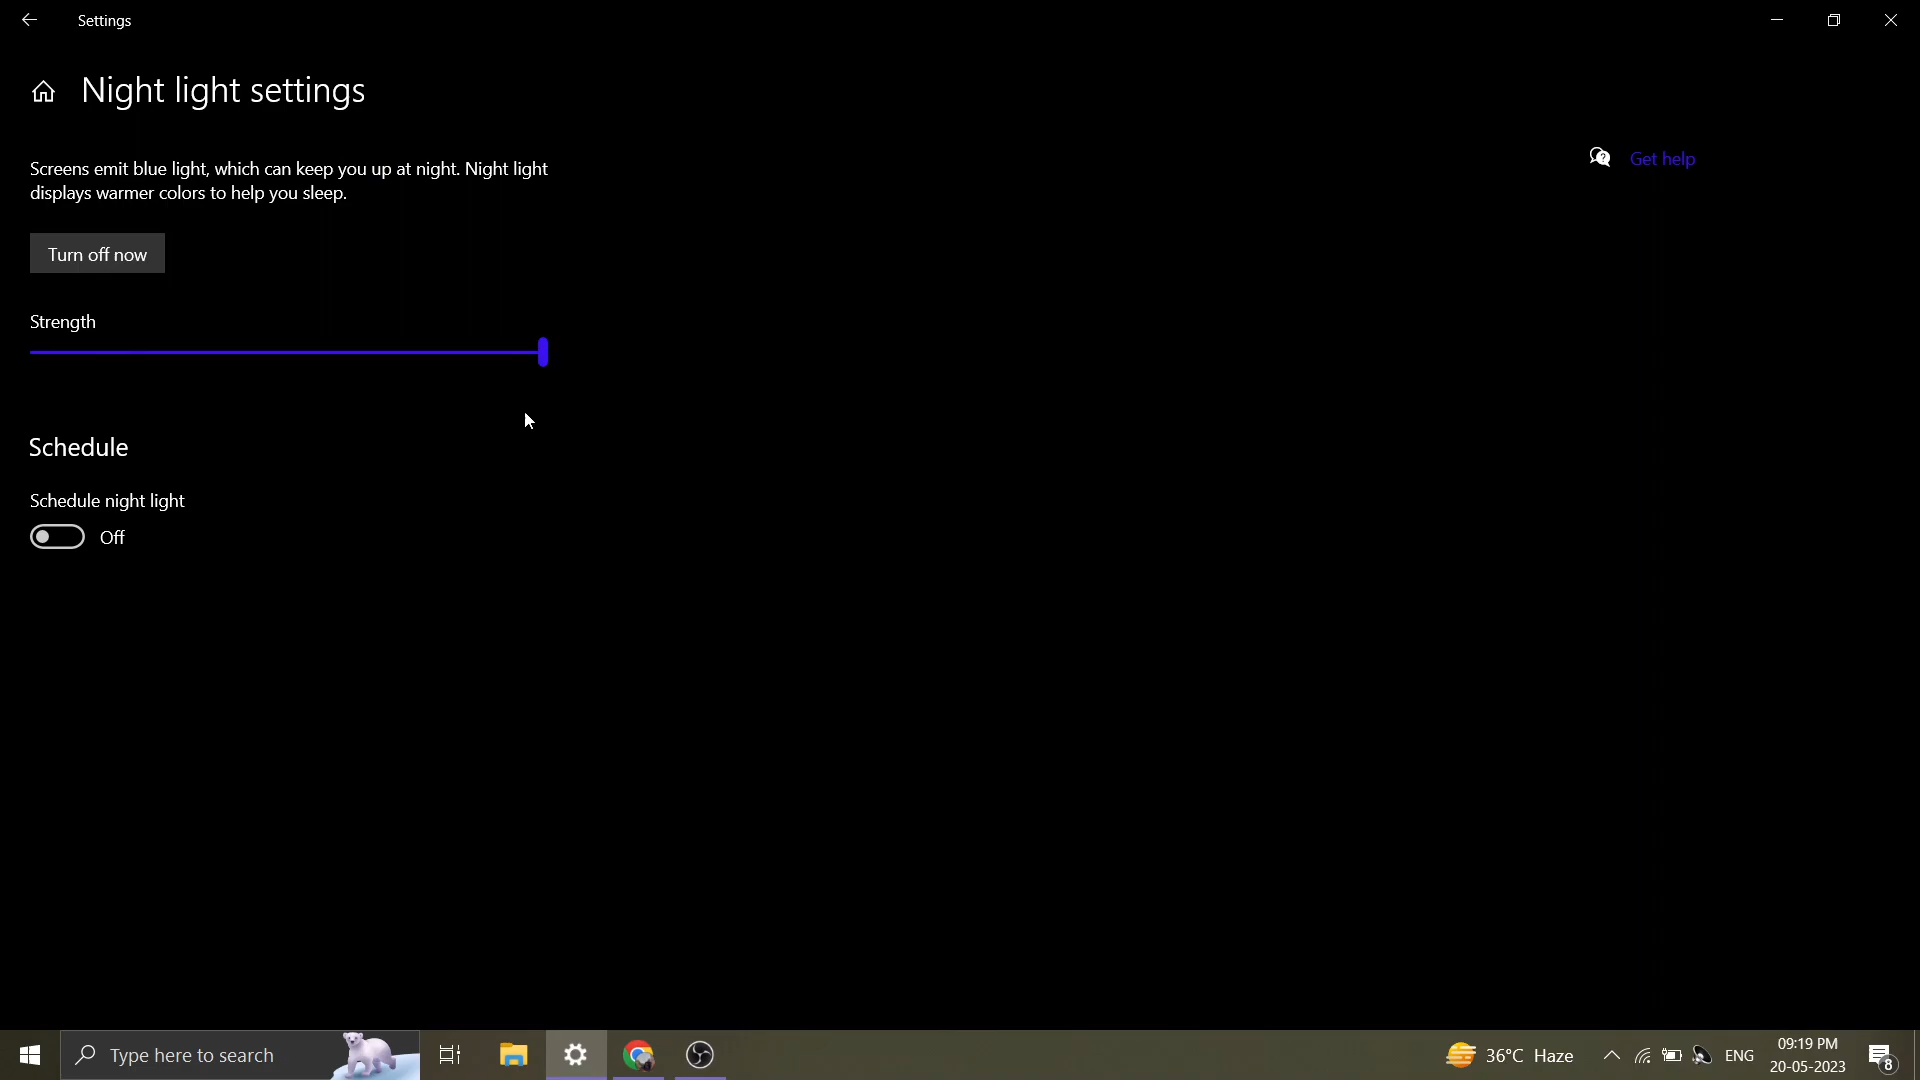 Settings
Night light settings
Screens emit blue light, which can keep you up at night. Night light
displays warmer colors to help you sleep.
Get help
Turn off now
Strength
Schedule
Schedule night light
Off
Type here to search
36°C Haze
ENG
09:19 PM
20-05-2023
8